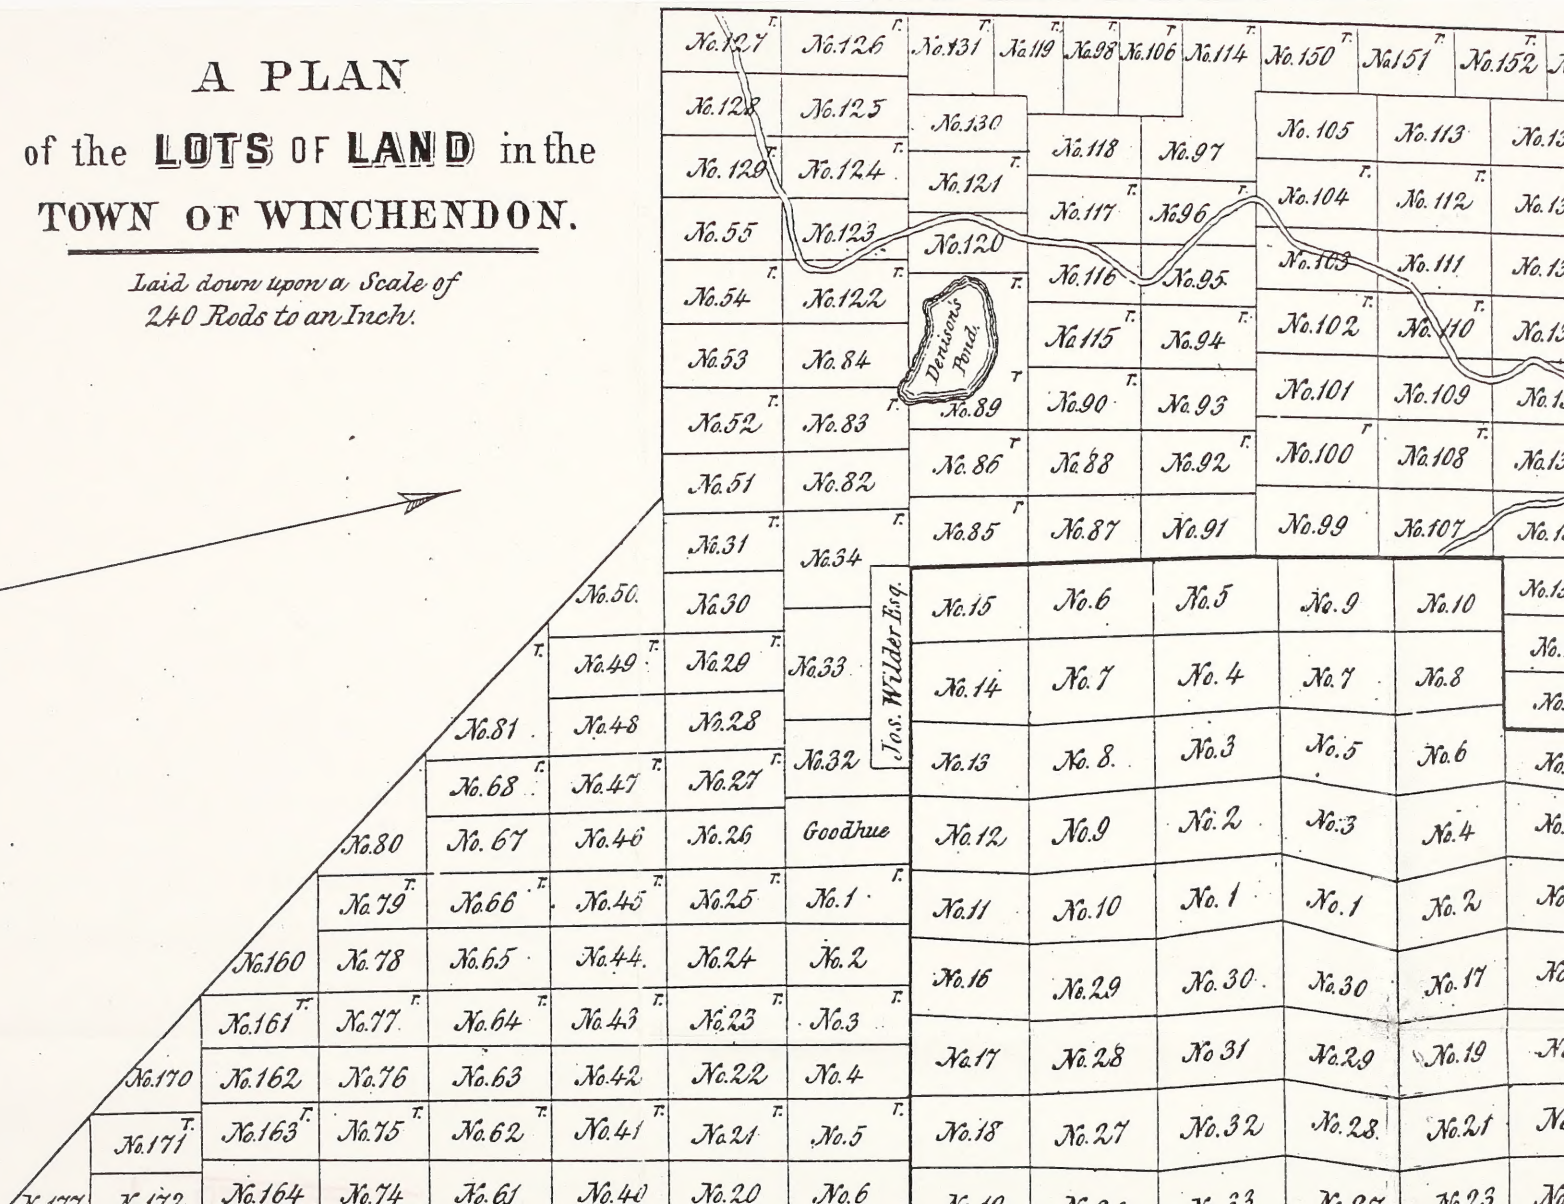 A PLAN
of the LOTS OF LAND in the
TOWN OF WINCHENDON.
Laid down upon a Scale of
240 Rods to an Inch.
No.127 T. No.126 T. No.131 T. No.119 T. No.98 T. No.106 T No.114 T. No.150 T. No.151 T. No.152 T.
No.128 No.125 No.130 No.118 No.97 No.105 No.113
No.129 T. No.124 T. No.121 T. No.117 T. No.96 T. No.104 T. No.112 T.
No.55 No.123 No.120 No.116 No.95 No.103 No.111
No.54 T. No.122 T. T. No.115 T. No.94 T. No.102 T. No.110 T.
Denison's
Pond.
No.53 No.84 No.89 T No.90 T. No.93 No.101 No.109
No.52 T. No.83 T. No.86 T No.88 No.92 T. No.100 T No.108 T.
No.51 No.82 No.85 T No.87 No.91 No.99 No.107
No.31 T. No.34 T.
No.50. No.30 Jos. Wilder Esq. No.15 No.6 No.5 No.9 No.10
T. No.49 T. No.29 T. No.33 No.14 No.7 No.4 No.7 No.8
No.81 No.48 No.28 No.32 No.13 No.8. No.3 No.5 No.6
No.68 T. No.47 T. No.27 T.
No.80 No.67 No.46 No.26 Goodhue No.12 No.9 No.2 No.3 No.4
No.79 T. No.66 T. No.45 T. No.25 T. No.1 T. No.11 No.10 No.1 No.1 No.2
No.160 No.78 No.65 No.44. No.24 No.2 No.16 No.29 No.30. No.30 No.17
No.161 T. No.77. T. No.64 T. No.43 T. No.23 T. No.3 T.
No.170 No.162 No.76 No.63 No.42 No.22 No.4 No.17 No.28 No 31 No.29 No.19
No.171 T. No.163 T. No.75 T. No.62 T. No.41 T. No.21 T. No.5 T. No.18 No.27 No.32 No.28. No.21
No.177 No.172 No.164 No.74 No.61 No.40 No.20 No.6 No.19 No.33 No.27 No.23